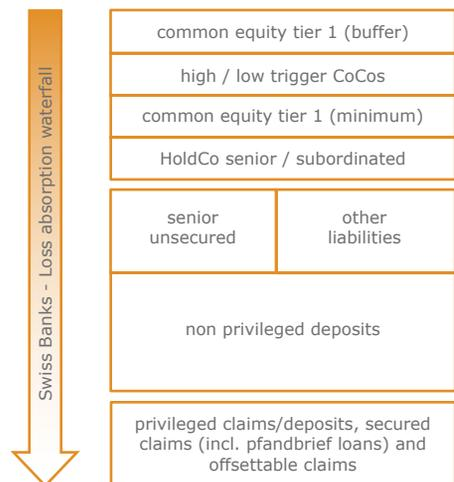 Swiss Banks - Loss absorption waterfall
common equity tier 1 (buffer)
high / low trigger CoCos
common equity tier 1 (minimum)
HoldCo senior / subordinated
senior
unsecured
other
liabilities
non privileged deposits
privileged claims/deposits, secured
claims (incl. pfandbrief loans) and
offsettable claims